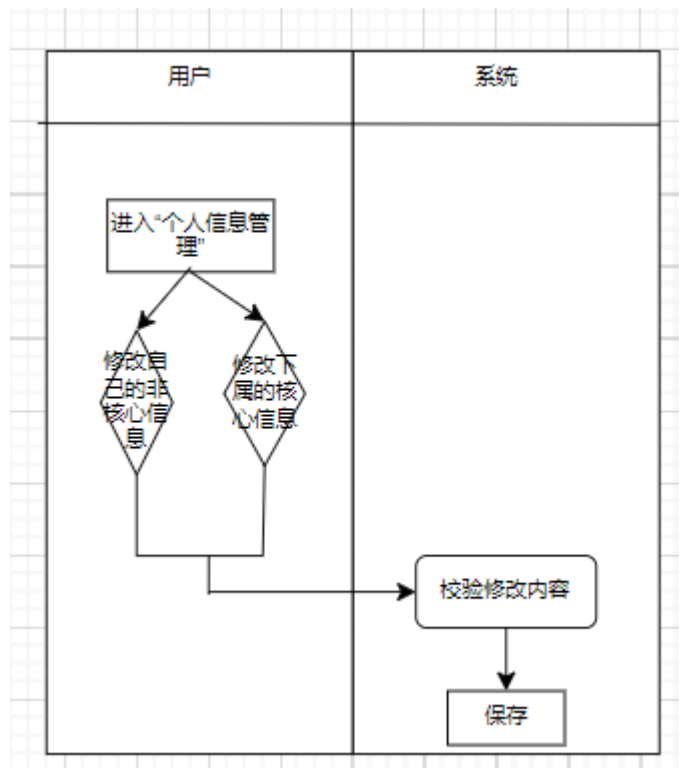 用户
系统
进入“个人信息管
理”
修改自
己的非
核心信
息
修改下
属的核
心信息
校验修改内容
保存